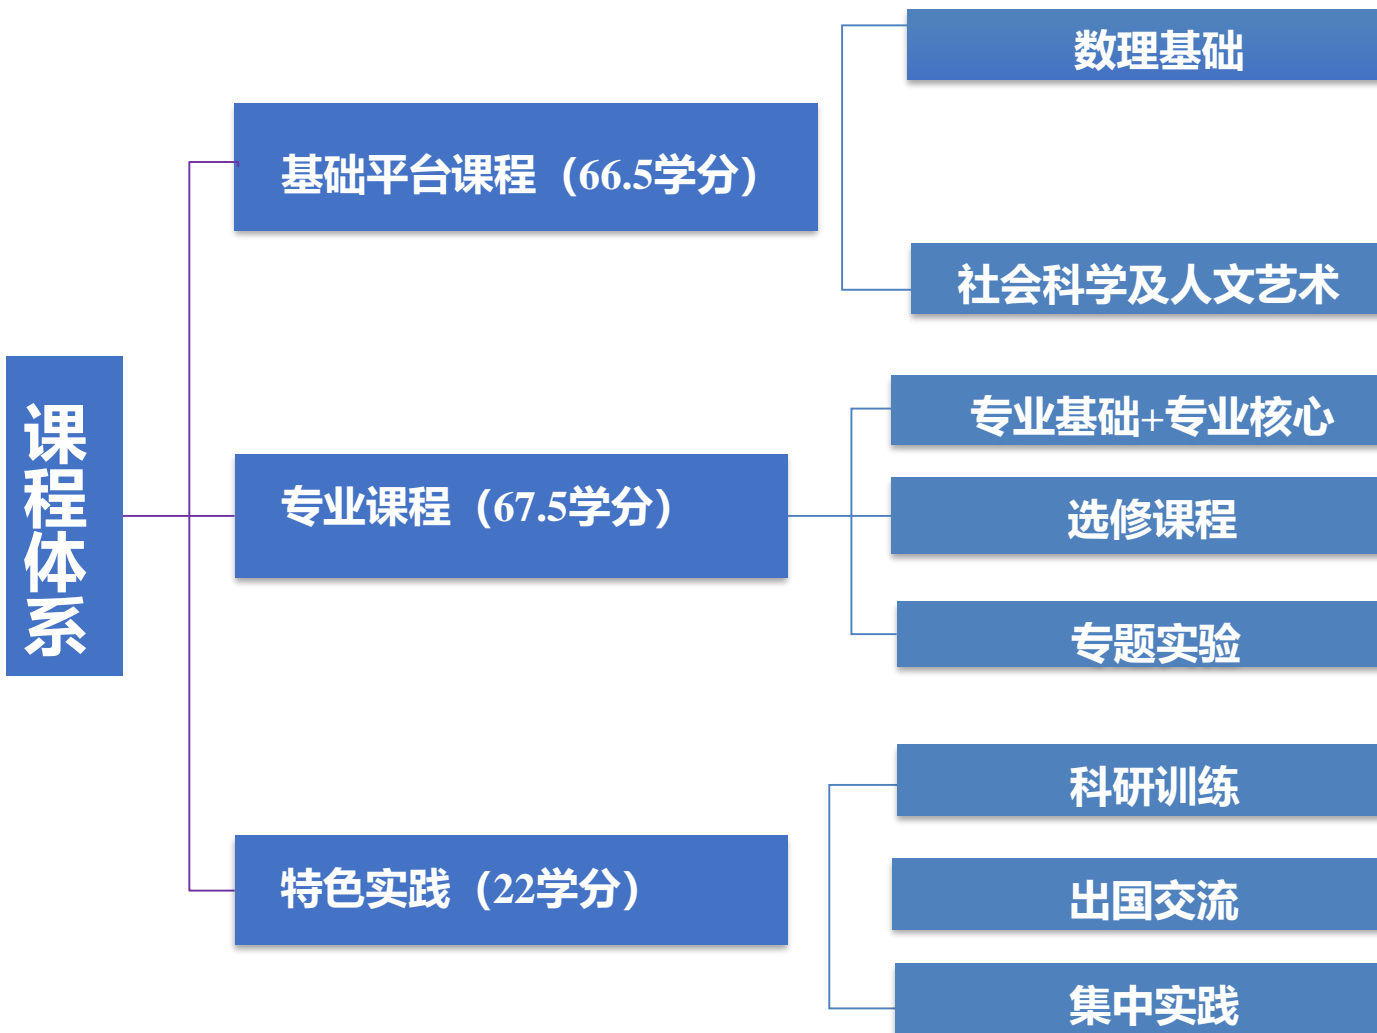 课程体系
基础平台课程（66.5学分）
数理基础
社会科学及人文艺术
专业课程（67.5学分）
专业基础+专业核心
选修课程
专题实验
特色实践（22学分）
科研训练
出国交流
集中实践